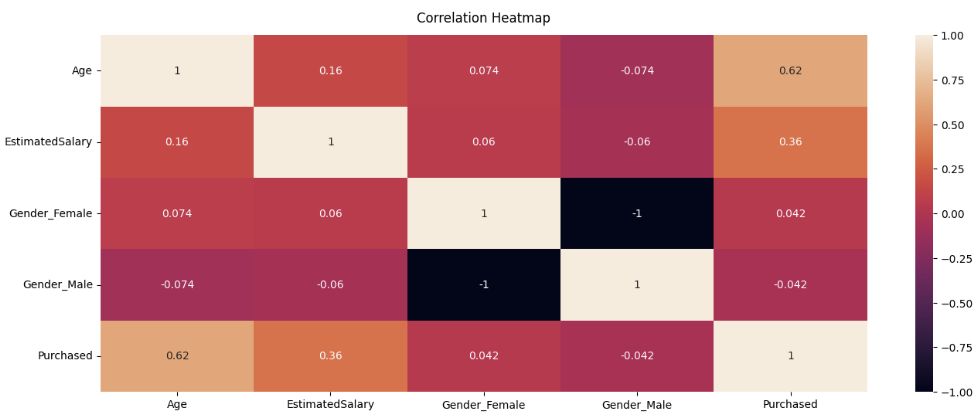 Correlation Heatmap
Age 1 0.16 0.074 -0.074 0.62
EstimatedSalary 0.16 1 0.06 -0.06 0.36
Gender_Female 0.074 0.06 1 -1 0.042
Gender_Male -0.074 -0.06 -1 1 -0.042
Purchased 0.62 0.36 0.042 -0.042 1
Age EstimatedSalary Gender_Female Gender_Male Purchased
1.00
0.75
0.50
0.25
0.00
−0.25
−0.50
−0.75
−1.00